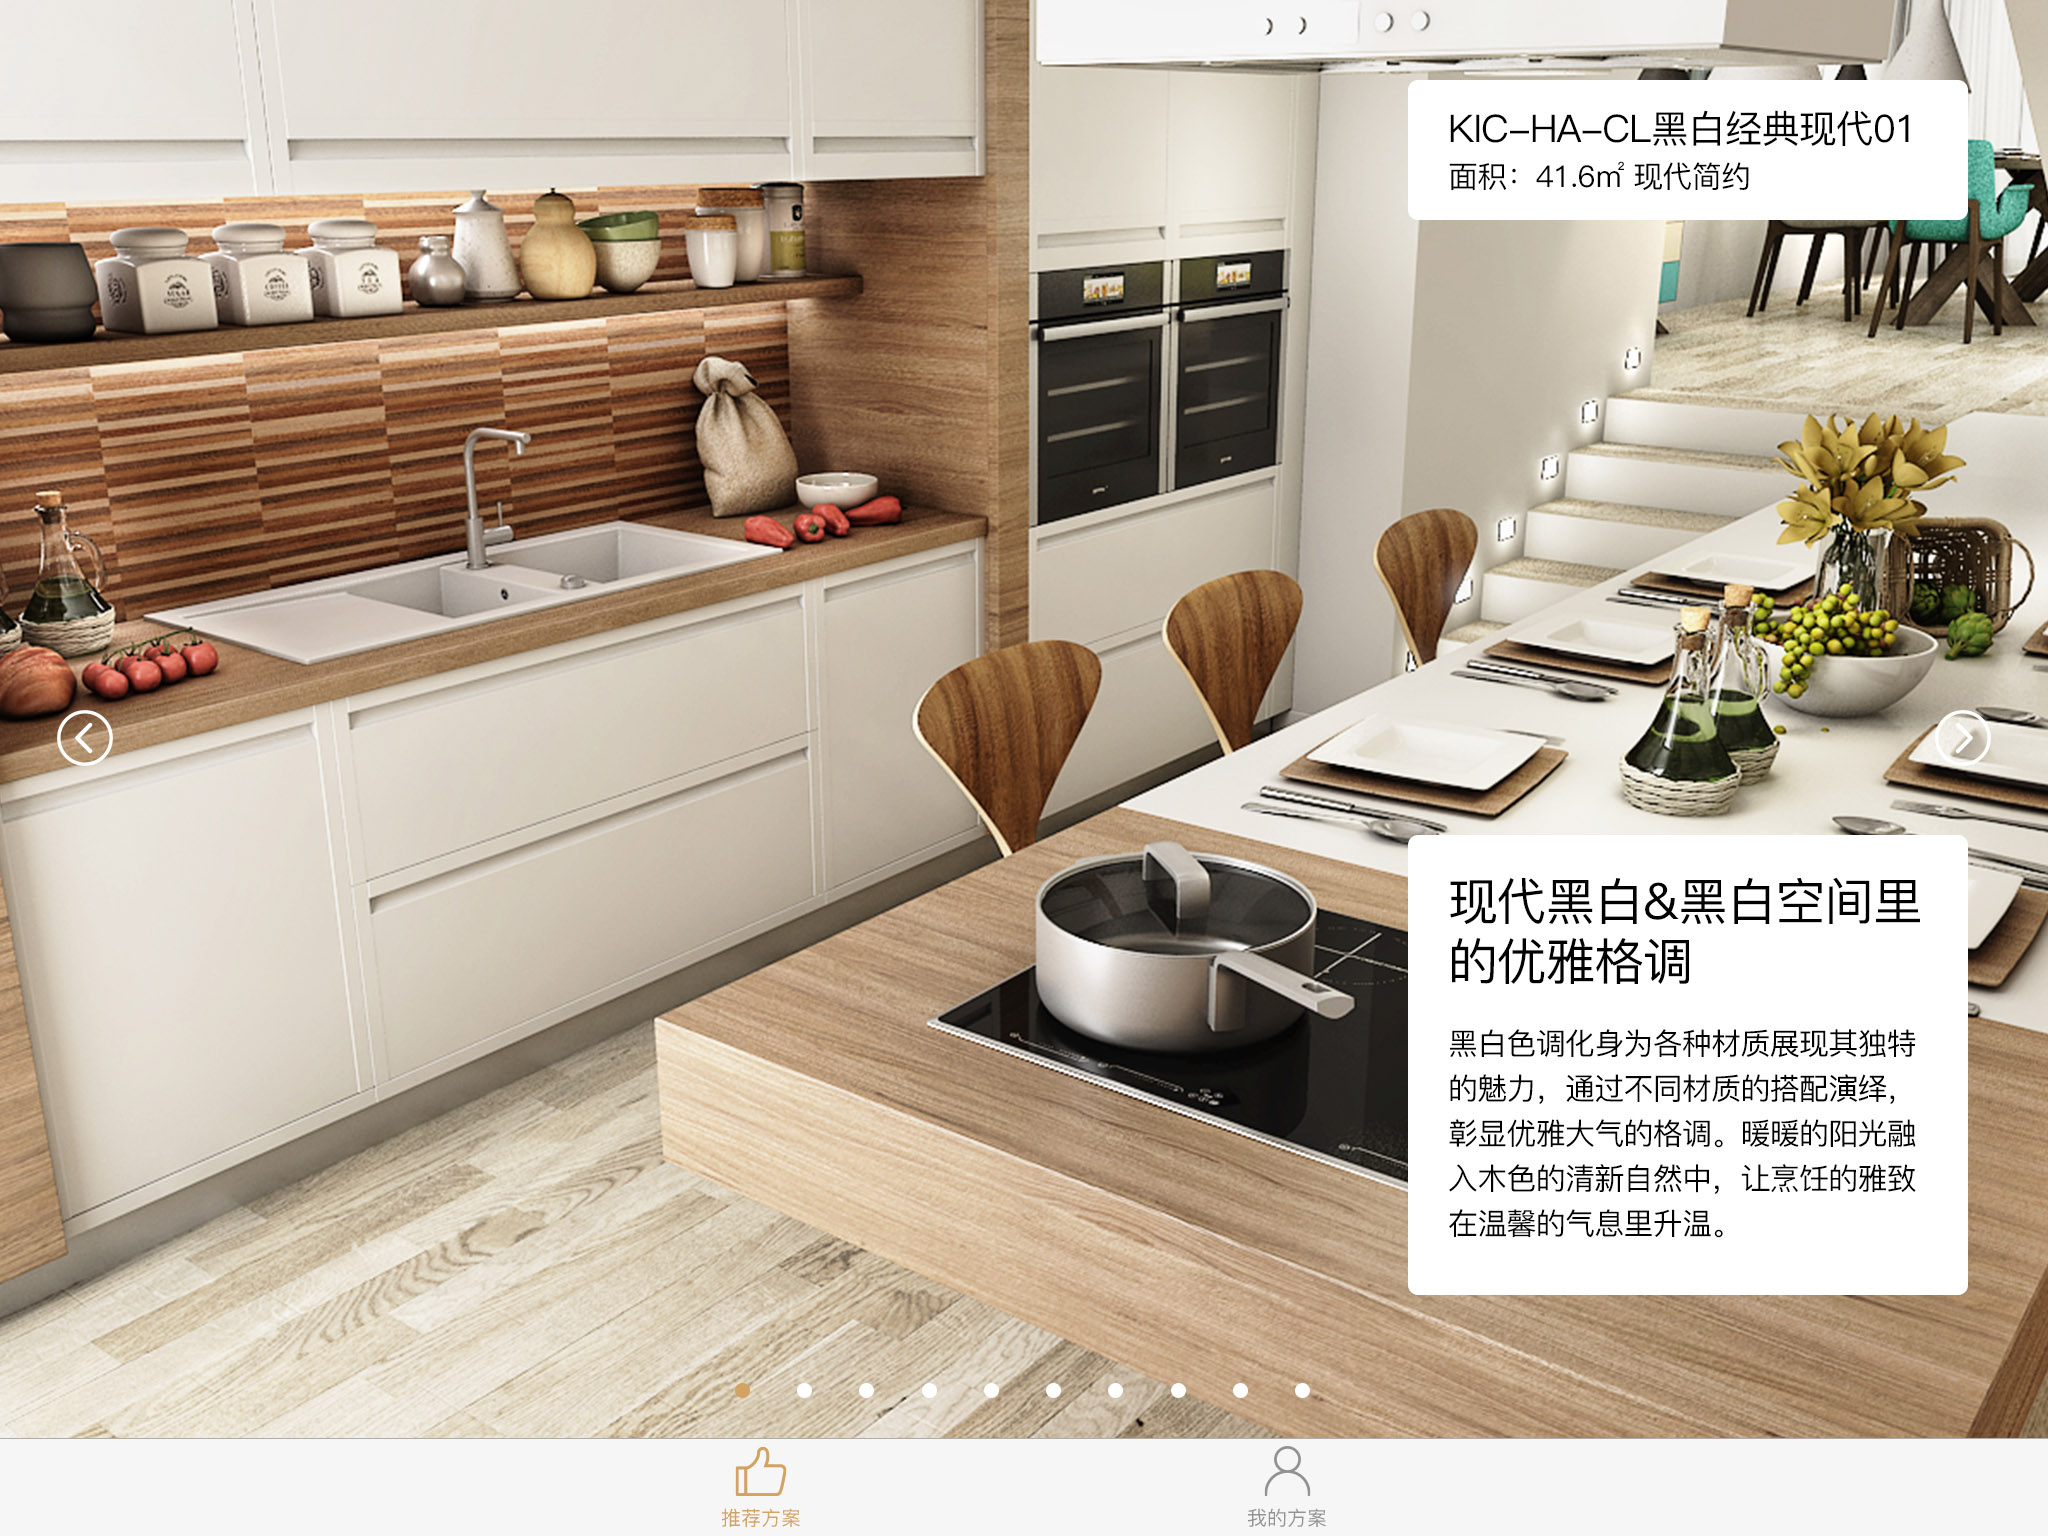 KIC-HA-CL黑白经典现代01
面积：41.6㎡ 现代简约
现代黑白&黑白空间里
的优雅格调
黑白色调化身为各种材质展现其独特
的魅力，通过不同材质的搭配演绎，
彰显优雅大气的格调。暖暖的阳光融
入木色的清新自然中，让烹饪的雅致
在温馨的气息里升温。
推荐方案
我的方案